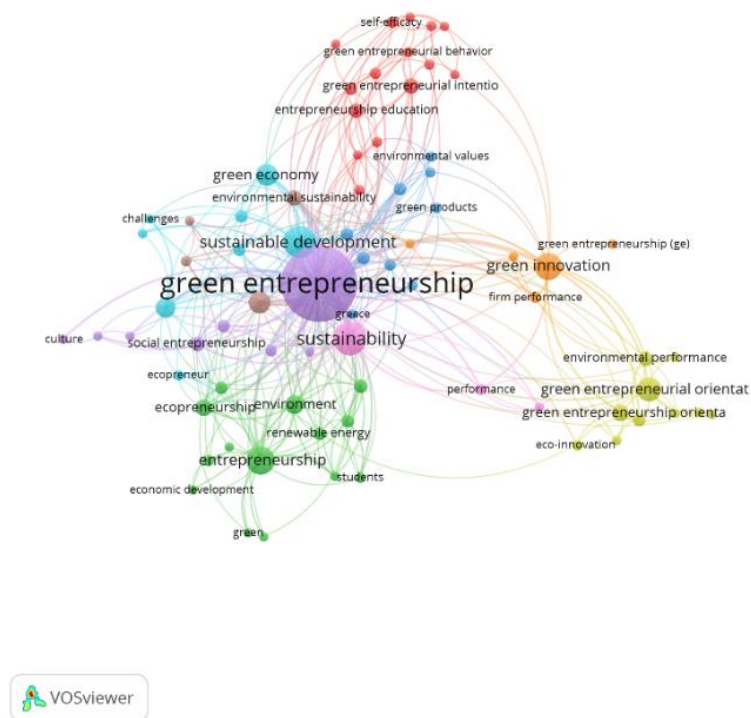 self-efficacy
green entrepreneurial behavior
green entrepreneurial intentio
entrepreneurship education
environmental values
green economy
environmental sustainability
green products
challenges
sustainable development
green entrepreneurship (ge)
green innovation
green entrepreneurship
firm performance
greece
culture
social entrepreneurship
sustainability
environmental performance
ecopreneur
performance
green entrepreneurial orientat
ecopreneurship
environment
green entrepreneurship orienta
renewable energy
eco-innovation
entrepreneurship
students
economic development
green
VOSviewer